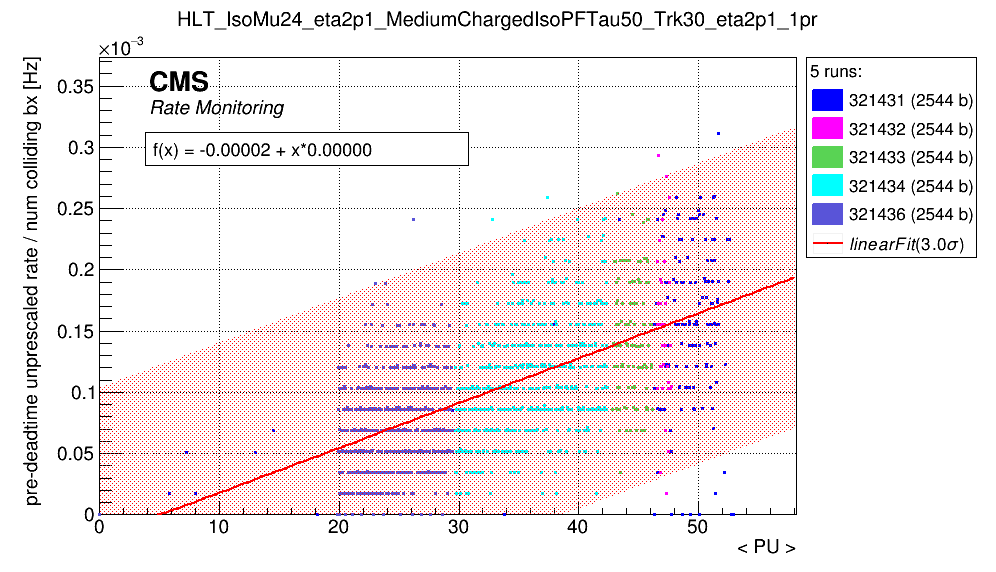 HLT_IsoMu24_eta2p1_MediumChargedIsoPFTau50_Trk30_eta2p1_1pr
×10⁻³
pre-deadtime unprescaled rate / num colliding bx [Hz]
0.35
0.3
0.25
0.2
0.15
0.1
0.05
0
CMS
Rate Monitoring
f(x) = -0.00002 + x*0.00000
0 10 20 30 40 50
< PU >
5 runs:
321431 (2544 b)
321432 (2544 b)
321433 (2544 b)
321434 (2544 b)
321436 (2544 b)
linearFit(3.0σ)